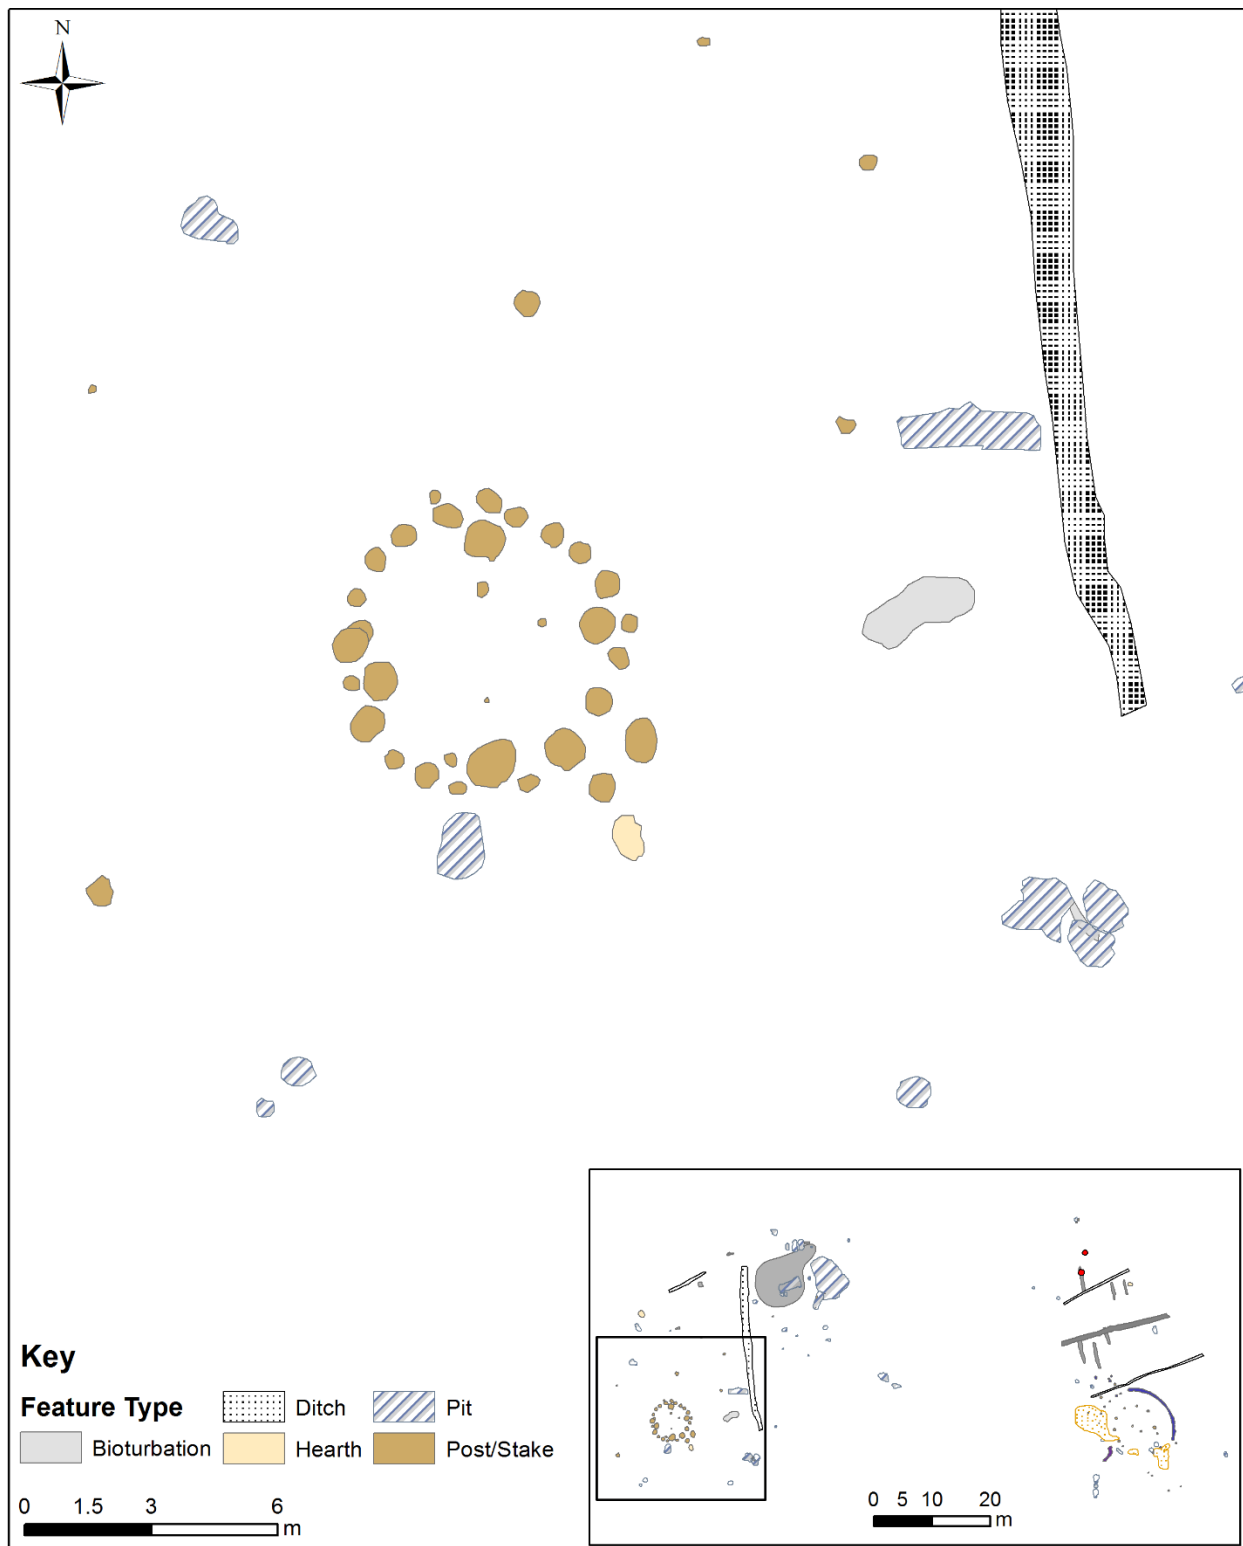 N
Key
Feature Type
Ditch
Pit
Bioturbation
Hearth
Post/Stake
0 1.5 3 6
m
0 5 10 20
m